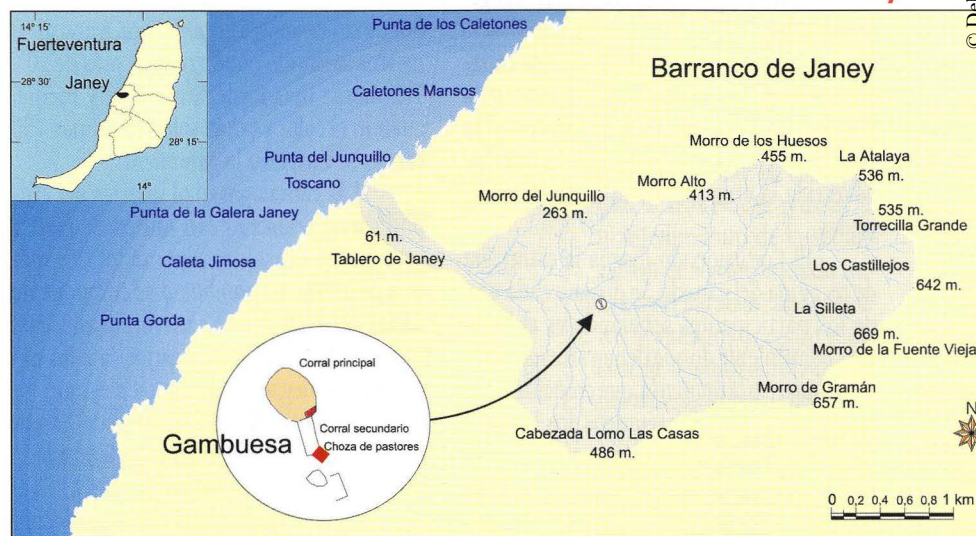 14º 15'
Fuerteventura
28º 30'
Janey
28º 15'
14º
Punta de los Caletones
Caletones Mansos
Punta del Junquillo
Toscano
Punta de la Galera Janey
Caleta Jimosa
Punta Gorda
Barranco de Janey
Morro de los Huesos
455 m.
La Atalaya
536 m.
Morro Alto
413 m.
Morro del Junquillo
263 m.
535 m.
Torrecilla Grande
61 m.
Tablero de Janey
Los Castillejos
642 m.
La Silleta
669 m.
Morro de la Fuente Vieja
Morro de Gramán
657 m.
Cabezada Lomo Las Casas
486 m.
Corral principal
Corral secundario
Choza de pastores
Gambuesa
N
0 0,2 0,4 0,6 0,8 1 km